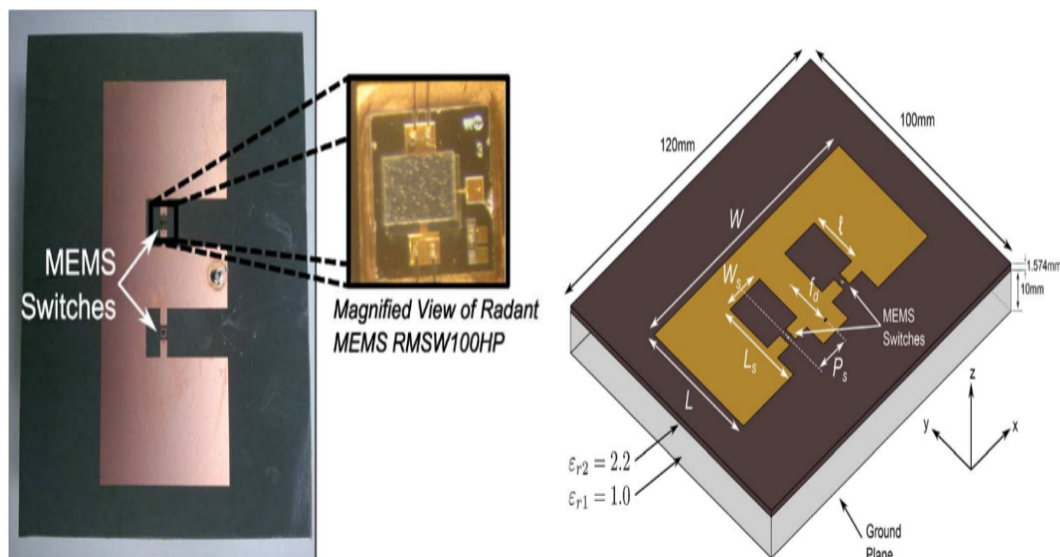 MEMS
Switches
Magnified View of Radant
MEMS RMSW100HP
120mm
100mm
W
ℓ
Wₛ
f_d
MEMS
Switches
Lₛ
Pₛ
L
1.574mm
10mm
z
y
x
εᵣ₂ = 2.2
εᵣ₁ = 1.0
Ground
Plane